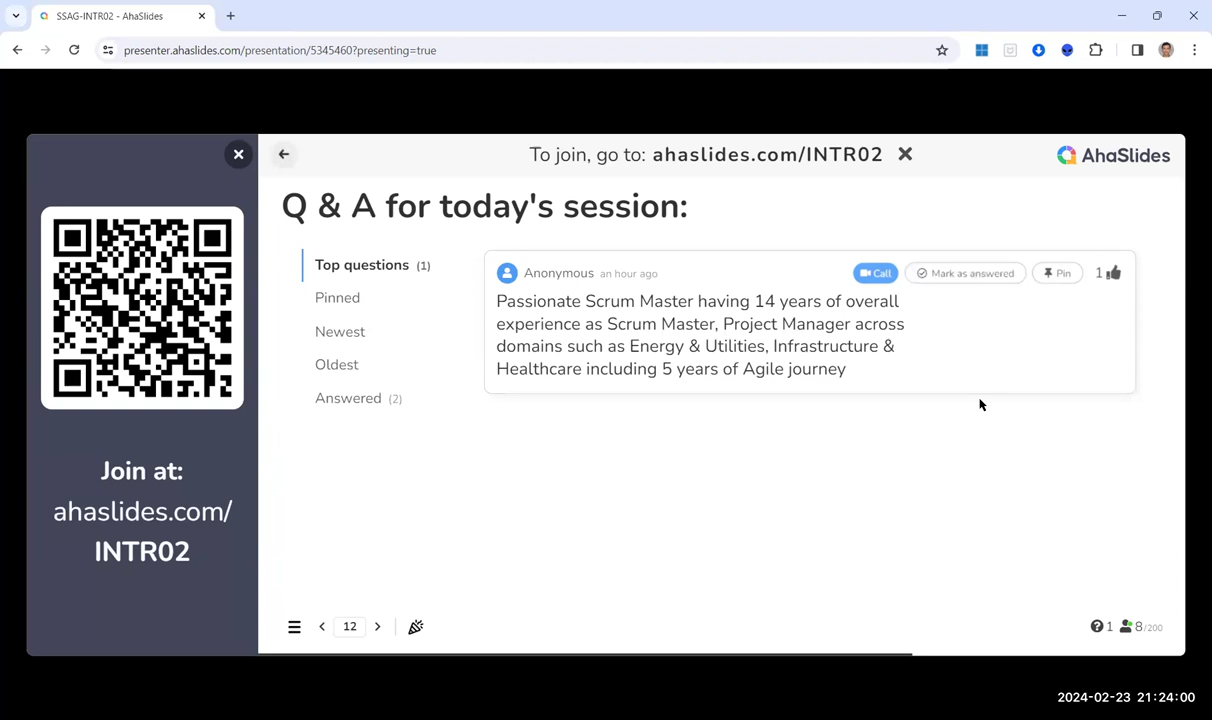 SSAG-INTR02 - AhaSlides
presenter.ahaslides.com/presentation/5345460?presenting=true
To join, go to: ahaslides.com/INTR02
AhaSlides
Q & A for today's session:
Top questions (1)
Pinned
Newest
Oldest
Answered (2)
Anonymous an hour ago
Call
Mark as answered
Pin
1
Passionate Scrum Master having 14 years of overall
experience as Scrum Master, Project Manager across
domains such as Energy & Utilities, Infrastructure &
Healthcare including 5 years of Agile journey
Join at:
ahaslides.com/
INTR02
12
1
8/200
2024-02-23 21:24:00